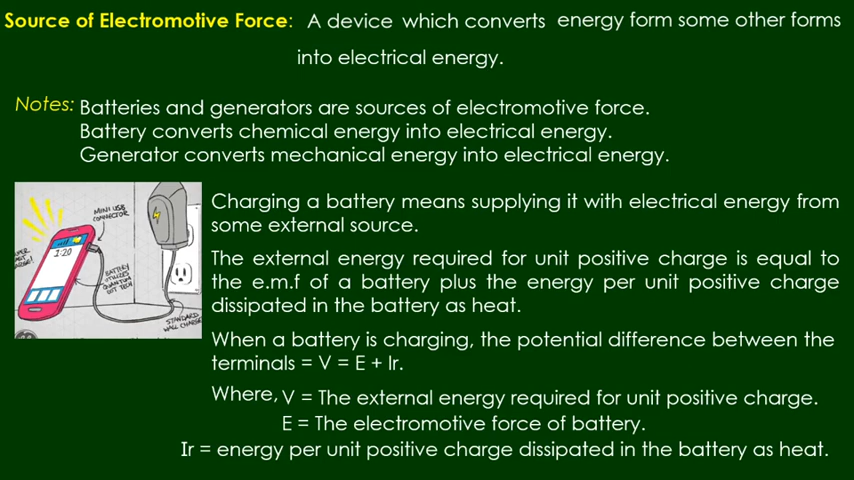 Source of Electromotive Force: A device which converts energy form some other forms
into electrical energy.
Notes: Batteries and generators are sources of electromotive force.
Battery converts chemical energy into electrical energy.
Generator converts mechanical energy into electrical energy.
Charging a battery means supplying it with electrical energy from
some external source.
The external energy required for unit positive charge is equal to
the e.m.f of a battery plus the energy per unit positive charge
dissipated in the battery as heat.
When a battery is charging, the potential difference between the
terminals = V = E + Ir.
Where, V = The external energy required for unit positive charge.
E = The electromotive force of battery.
Ir = energy per unit positive charge dissipated in the battery as heat.
MINI USB
CONNECTOR
1:20
BATTERY
UTILIZES
QUANTUM
DOT TECH
STANDARD
WALL CHARGER